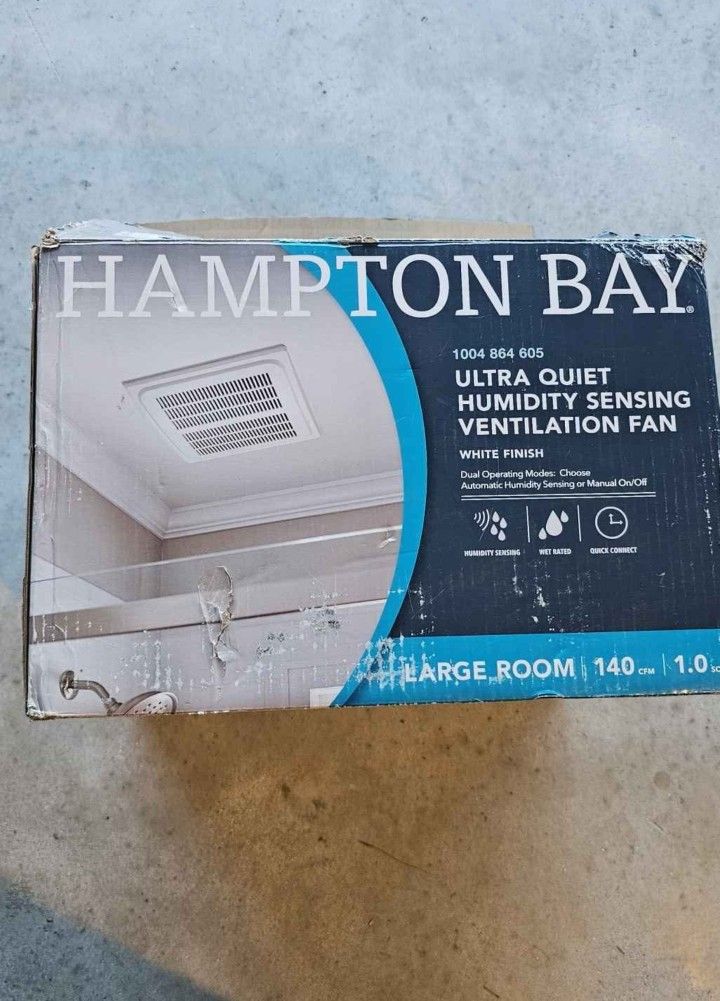 HAMPTON BAY®
1004 864 605
ULTRA QUIET
HUMIDITY SENSING
VENTILATION FAN
WHITE FINISH
Dual Operating Modes: Choose
Automatic Humidity Sensing or Manual On/Off
HUMIDITY SENSING
WET RATED
QUICK CONNECT
LARGE ROOM | 140 CFM | 1.0